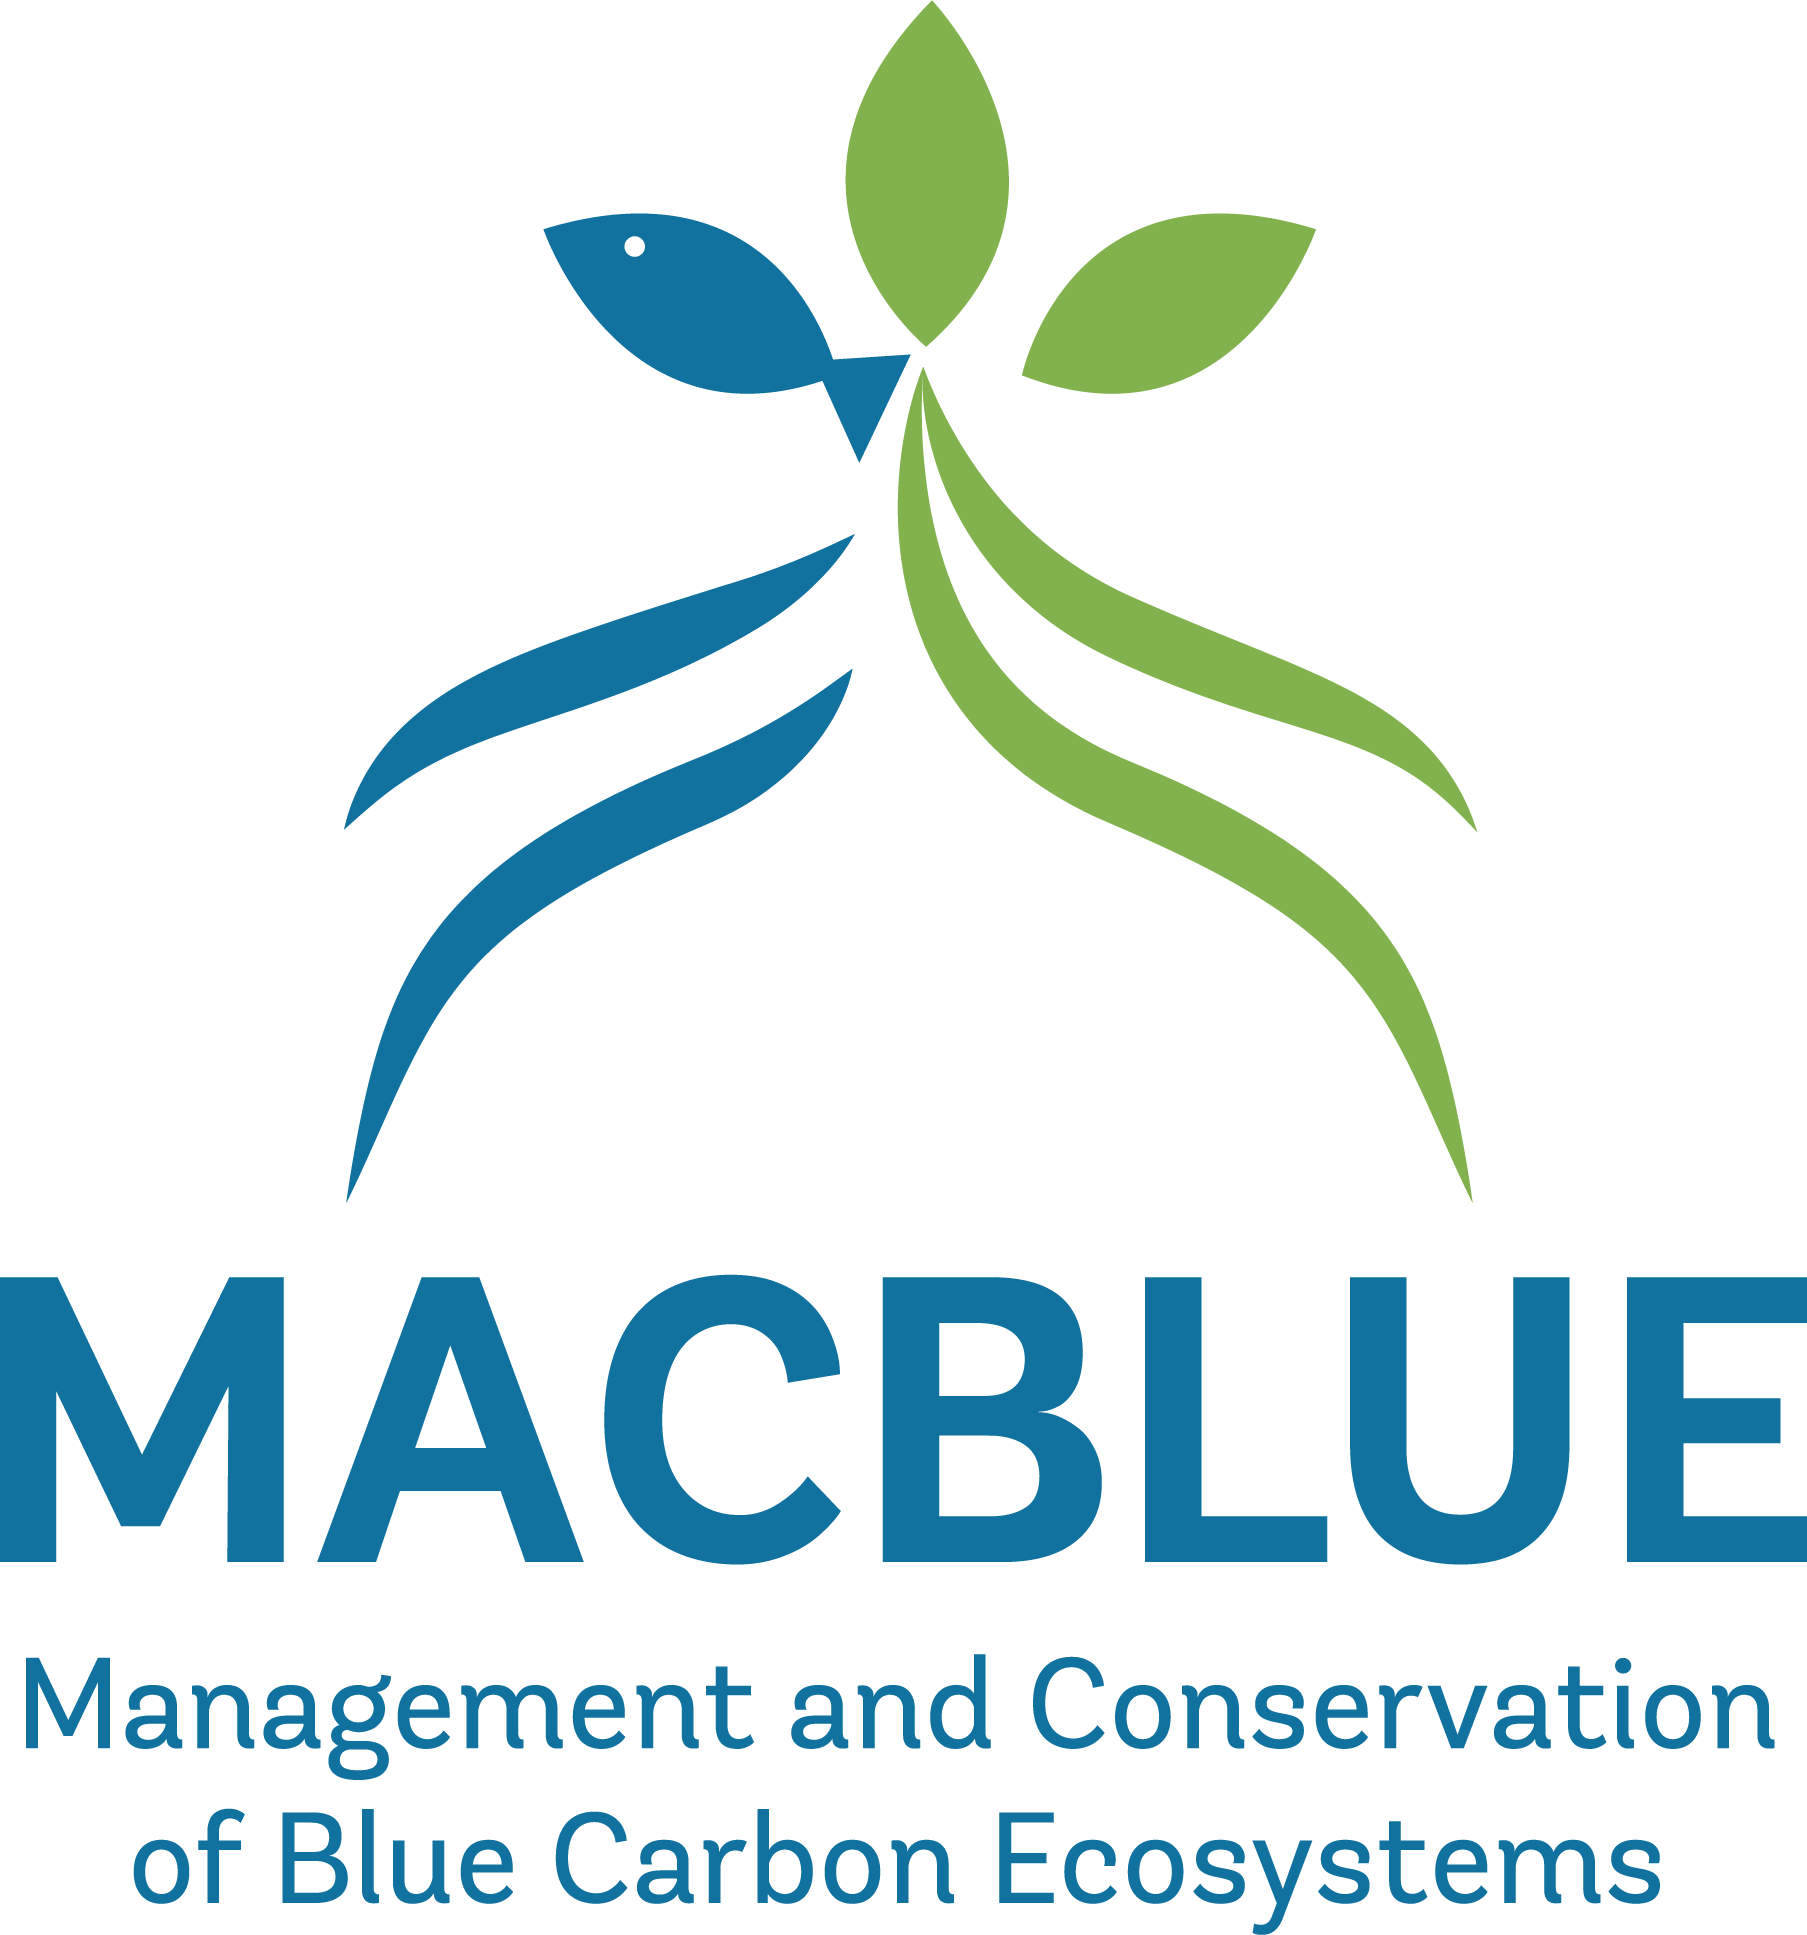 MACBLUE
Management and Conservation
of Blue Carbon Ecosystems